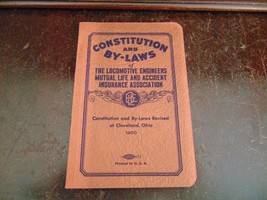 CONSTITUTION
AND
BY-LAWS
of
THE LOCOMOTIVE ENGINEERS
MUTUAL LIFE AND ACCIDENT
INSURANCE ASSOCIATION
Constitution and By-Laws Revised
at Cleveland, Ohio
Printed in U. S. A.